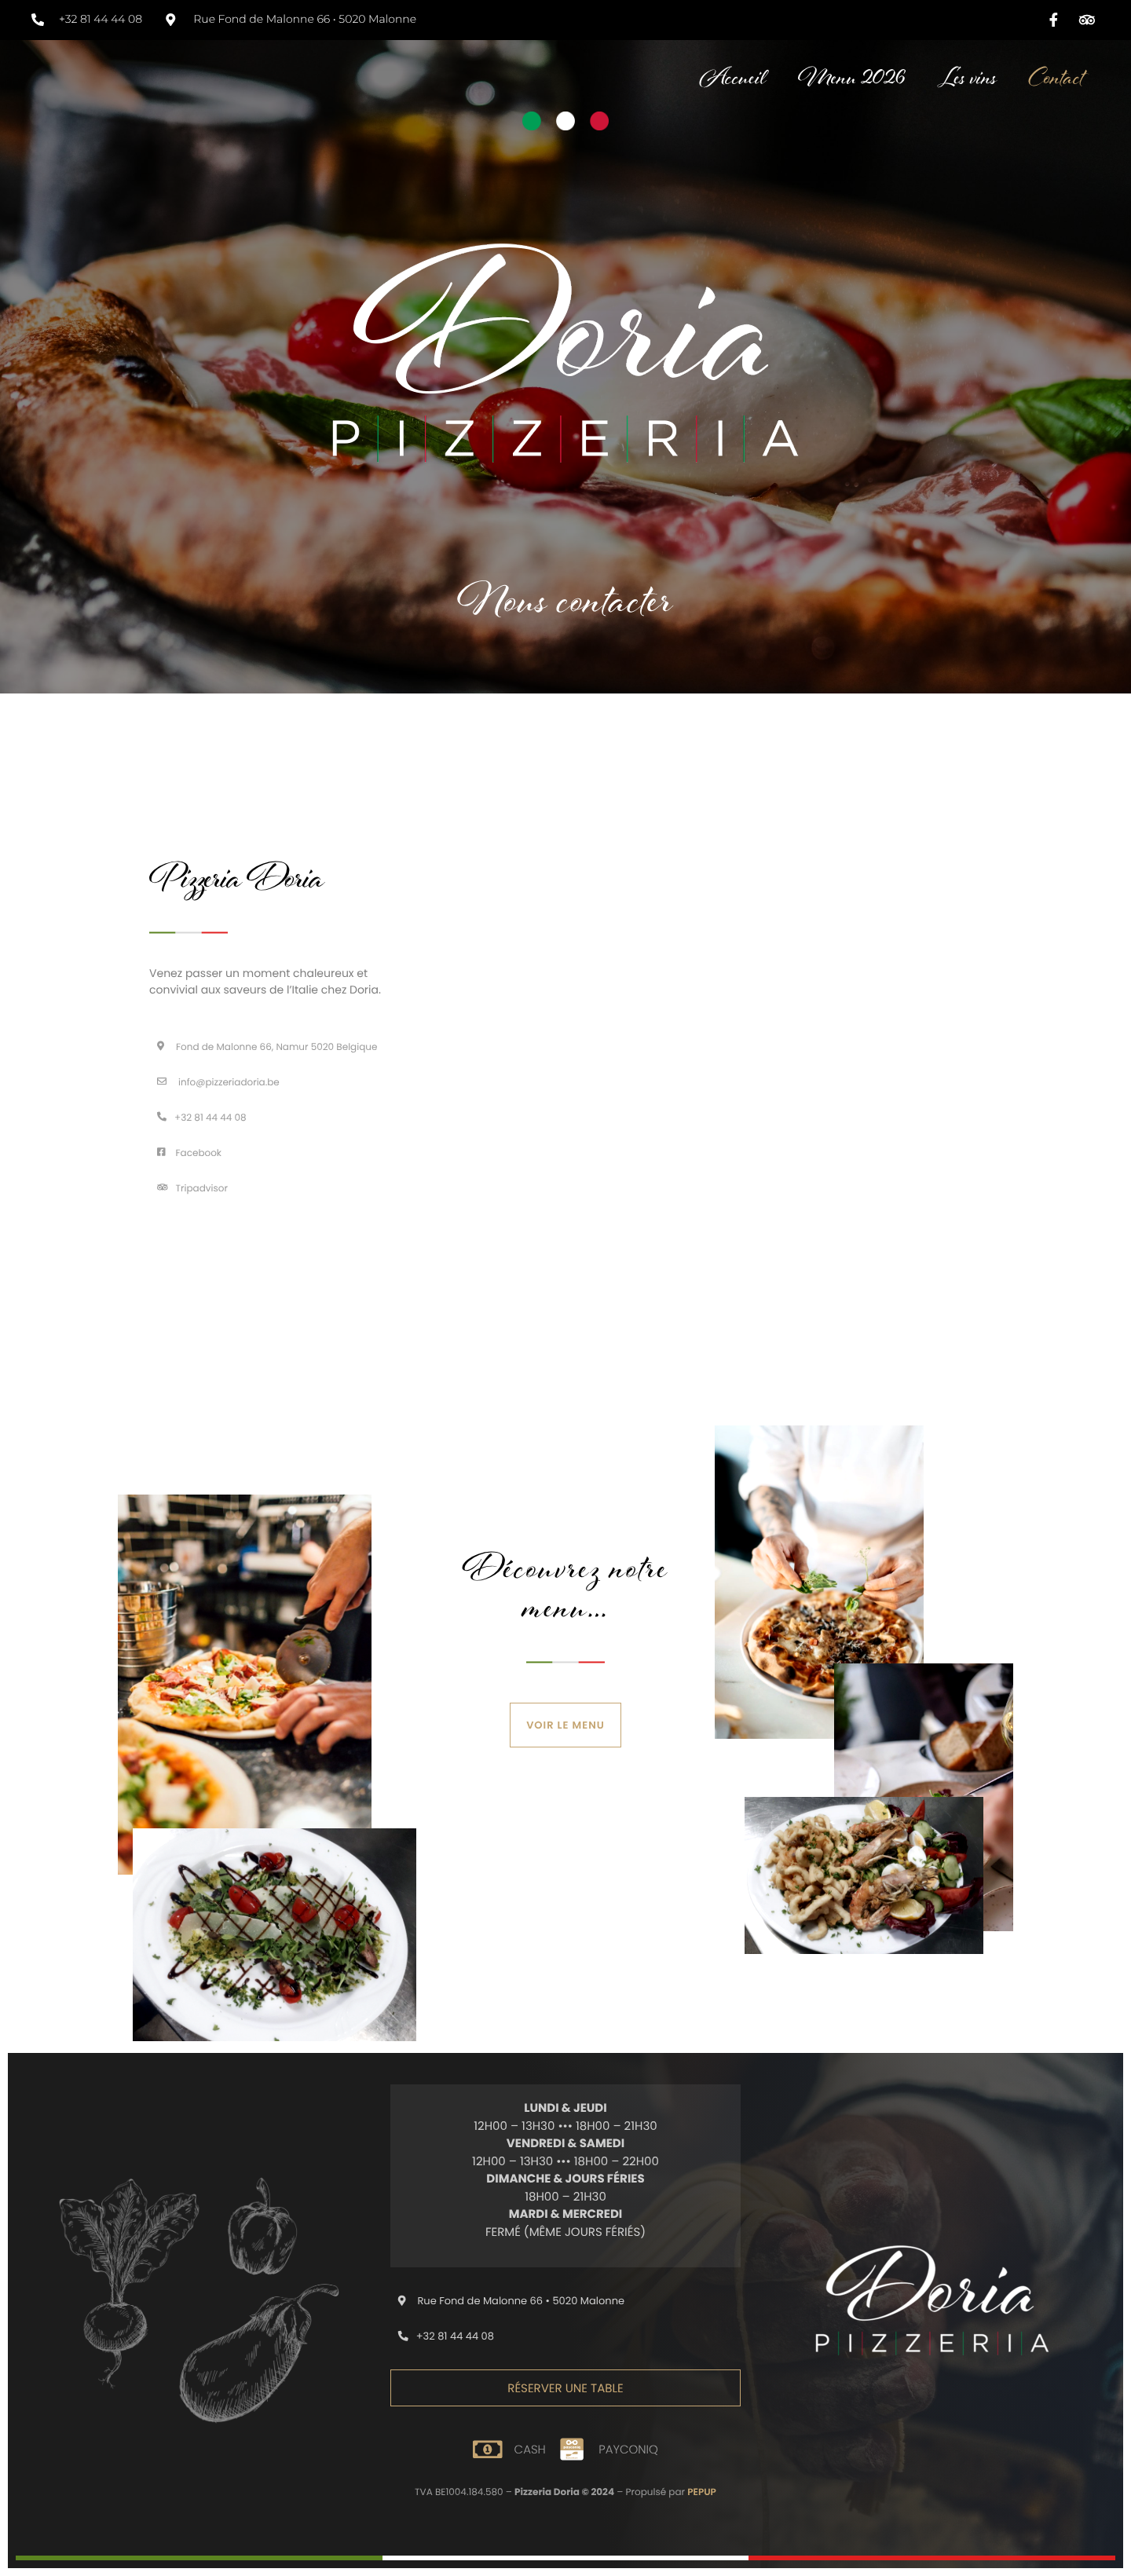 +32 81 44 44 08
Rue Fond de Malonne 66 • 5020 Malonne
Accueil
Menu 2026
Les vins
Contact
Doria
PIZZERIA
Nous contacter
Pizzeria Doria
Venez passer un moment chaleureux et
convivial aux saveurs de l'Italie chez Doria.
Fond de Malonne 66, Namur 5020 Belgique
info@pizzeriadoria.be
+32 81 44 44 08
Facebook
Tripadvisor
Découvrez notre
menu...
VOIR LE MENU
LUNDI & JEUDI
12H00 – 13H30 ••• 18H00 – 21H30
VENDREDI & SAMEDI
12H00 – 13H30 ••• 18H00 – 22H00
DIMANCHE & JOURS FÉRIES
18H00 – 21H30
MARDI & MERCREDI
FERMÉ (MÊME JOURS FÉRIÉS)
Rue Fond de Malonne 66 • 5020 Malonne
+32 81 44 44 08
RÉSERVER UNE TABLE
CASH
PAYCONIQ
TVA BE1004.184.580 – Pizzeria Doria © 2024 – Propulsé par PEPUP
Doria
PIZZERIA